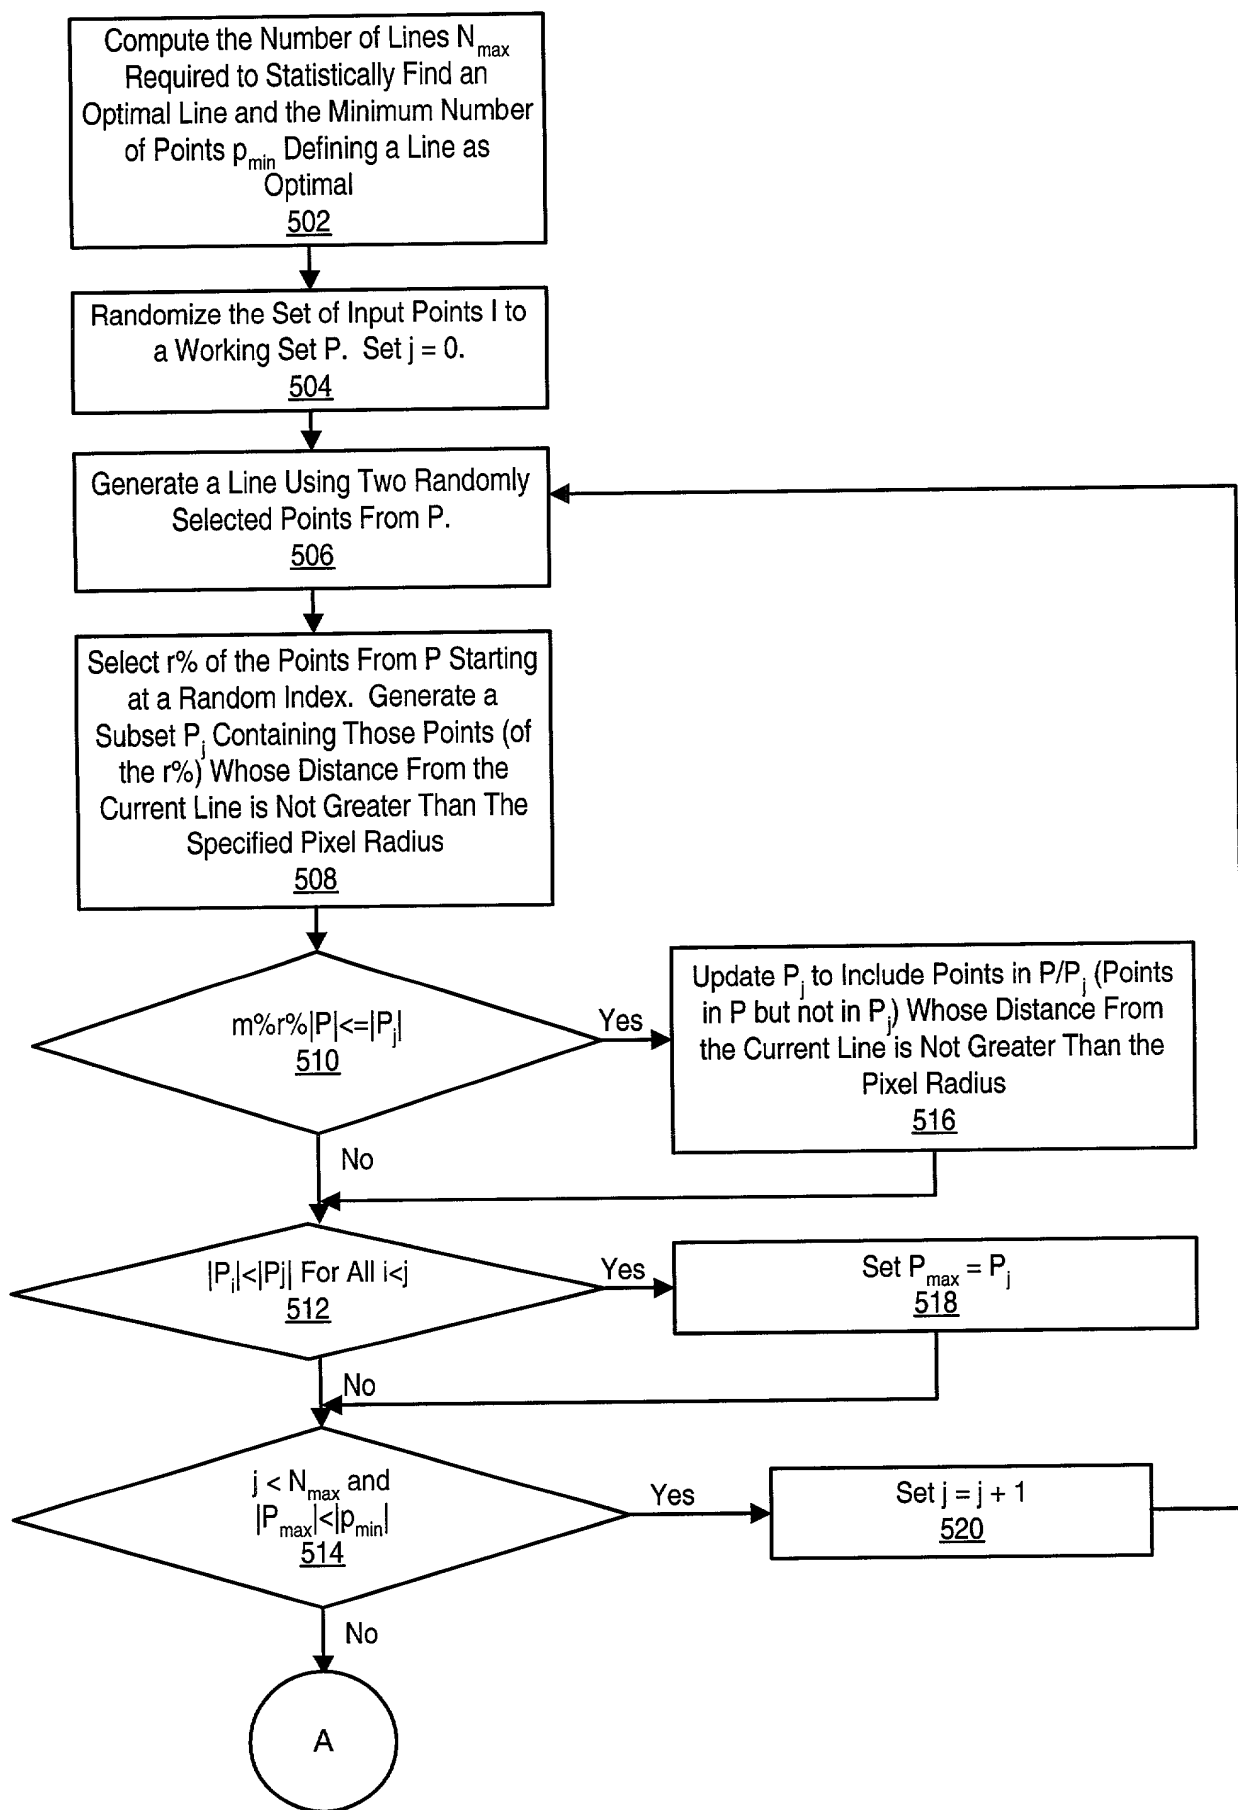 Compute the Number of Lines N_max
Required to Statistically Find an
Optimal Line and the Minimum Number
of Points p_min Defining a Line as
Optimal
502
Randomize the Set of Input Points I to
a Working Set P. Set j = 0.
504
Generate a Line Using Two Randomly
Selected Points From P.
506
Select r% of the Points From P Starting
at a Random Index. Generate a
Subset P_j Containing Those Points (of
the r%) Whose Distance From the
Current Line is Not Greater Than The
Specified Pixel Radius
508
m%r%|P|<=|P_j|
510
Yes
Update P_j to Include Points in P/P_j (Points
in P but not in P_j) Whose Distance From
the Current Line is Not Greater Than the
Pixel Radius
516
No
|P_i|<|Pj| For All i<j
512
Yes
Set P_max = P_j
518
No
j < N_max and
|P_max|<|p_min|
514
Yes
Set j = j + 1
520
No
A